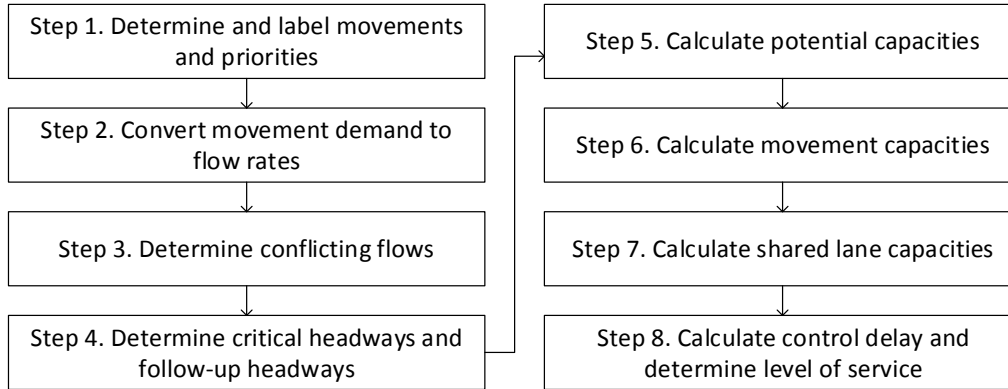 Step 1. Determine and label movements
and priorities
Step 2. Convert movement demand to
flow rates
Step 3. Determine conflicting flows
Step 4. Determine critical headways and
follow-up headways
Step 5. Calculate potential capacities
Step 6. Calculate movement capacities
Step 7. Calculate shared lane capacities
Step 8. Calculate control delay and
determine level of service